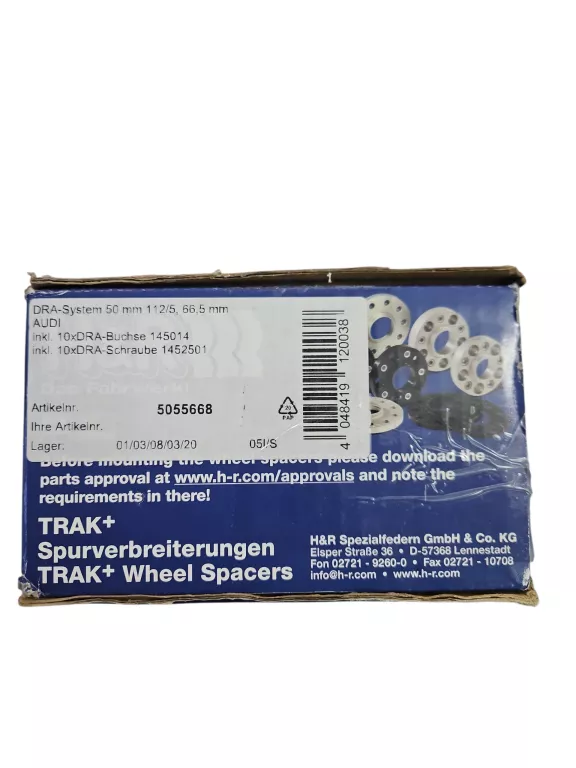 DRA-System 50 mm 112/5, 66,5 mm
AUDI
inkl. 10xDRA-Buchse 145014
inkl. 10xDRA-Schraube 1452501
Artikelnr. 5055668
Ihre Artikelnr.
Lager: 01/03/08/03/20 05I/S
20
PAP
4 048419 120038
Before mounting the wheel spacers please download the
parts approval at www.h-r.com/approvals and note the
requirements in there!
TRAK+
Spurverbreiterungen
TRAK+ Wheel Spacers
H&R Spezialfedern GmbH & Co. KG
Elsper Straße 36 • D-57368 Lennestadt
Fon 02721 - 9260-0 • Fax 02721 - 10708
info@h-r.com • www.h-r.com